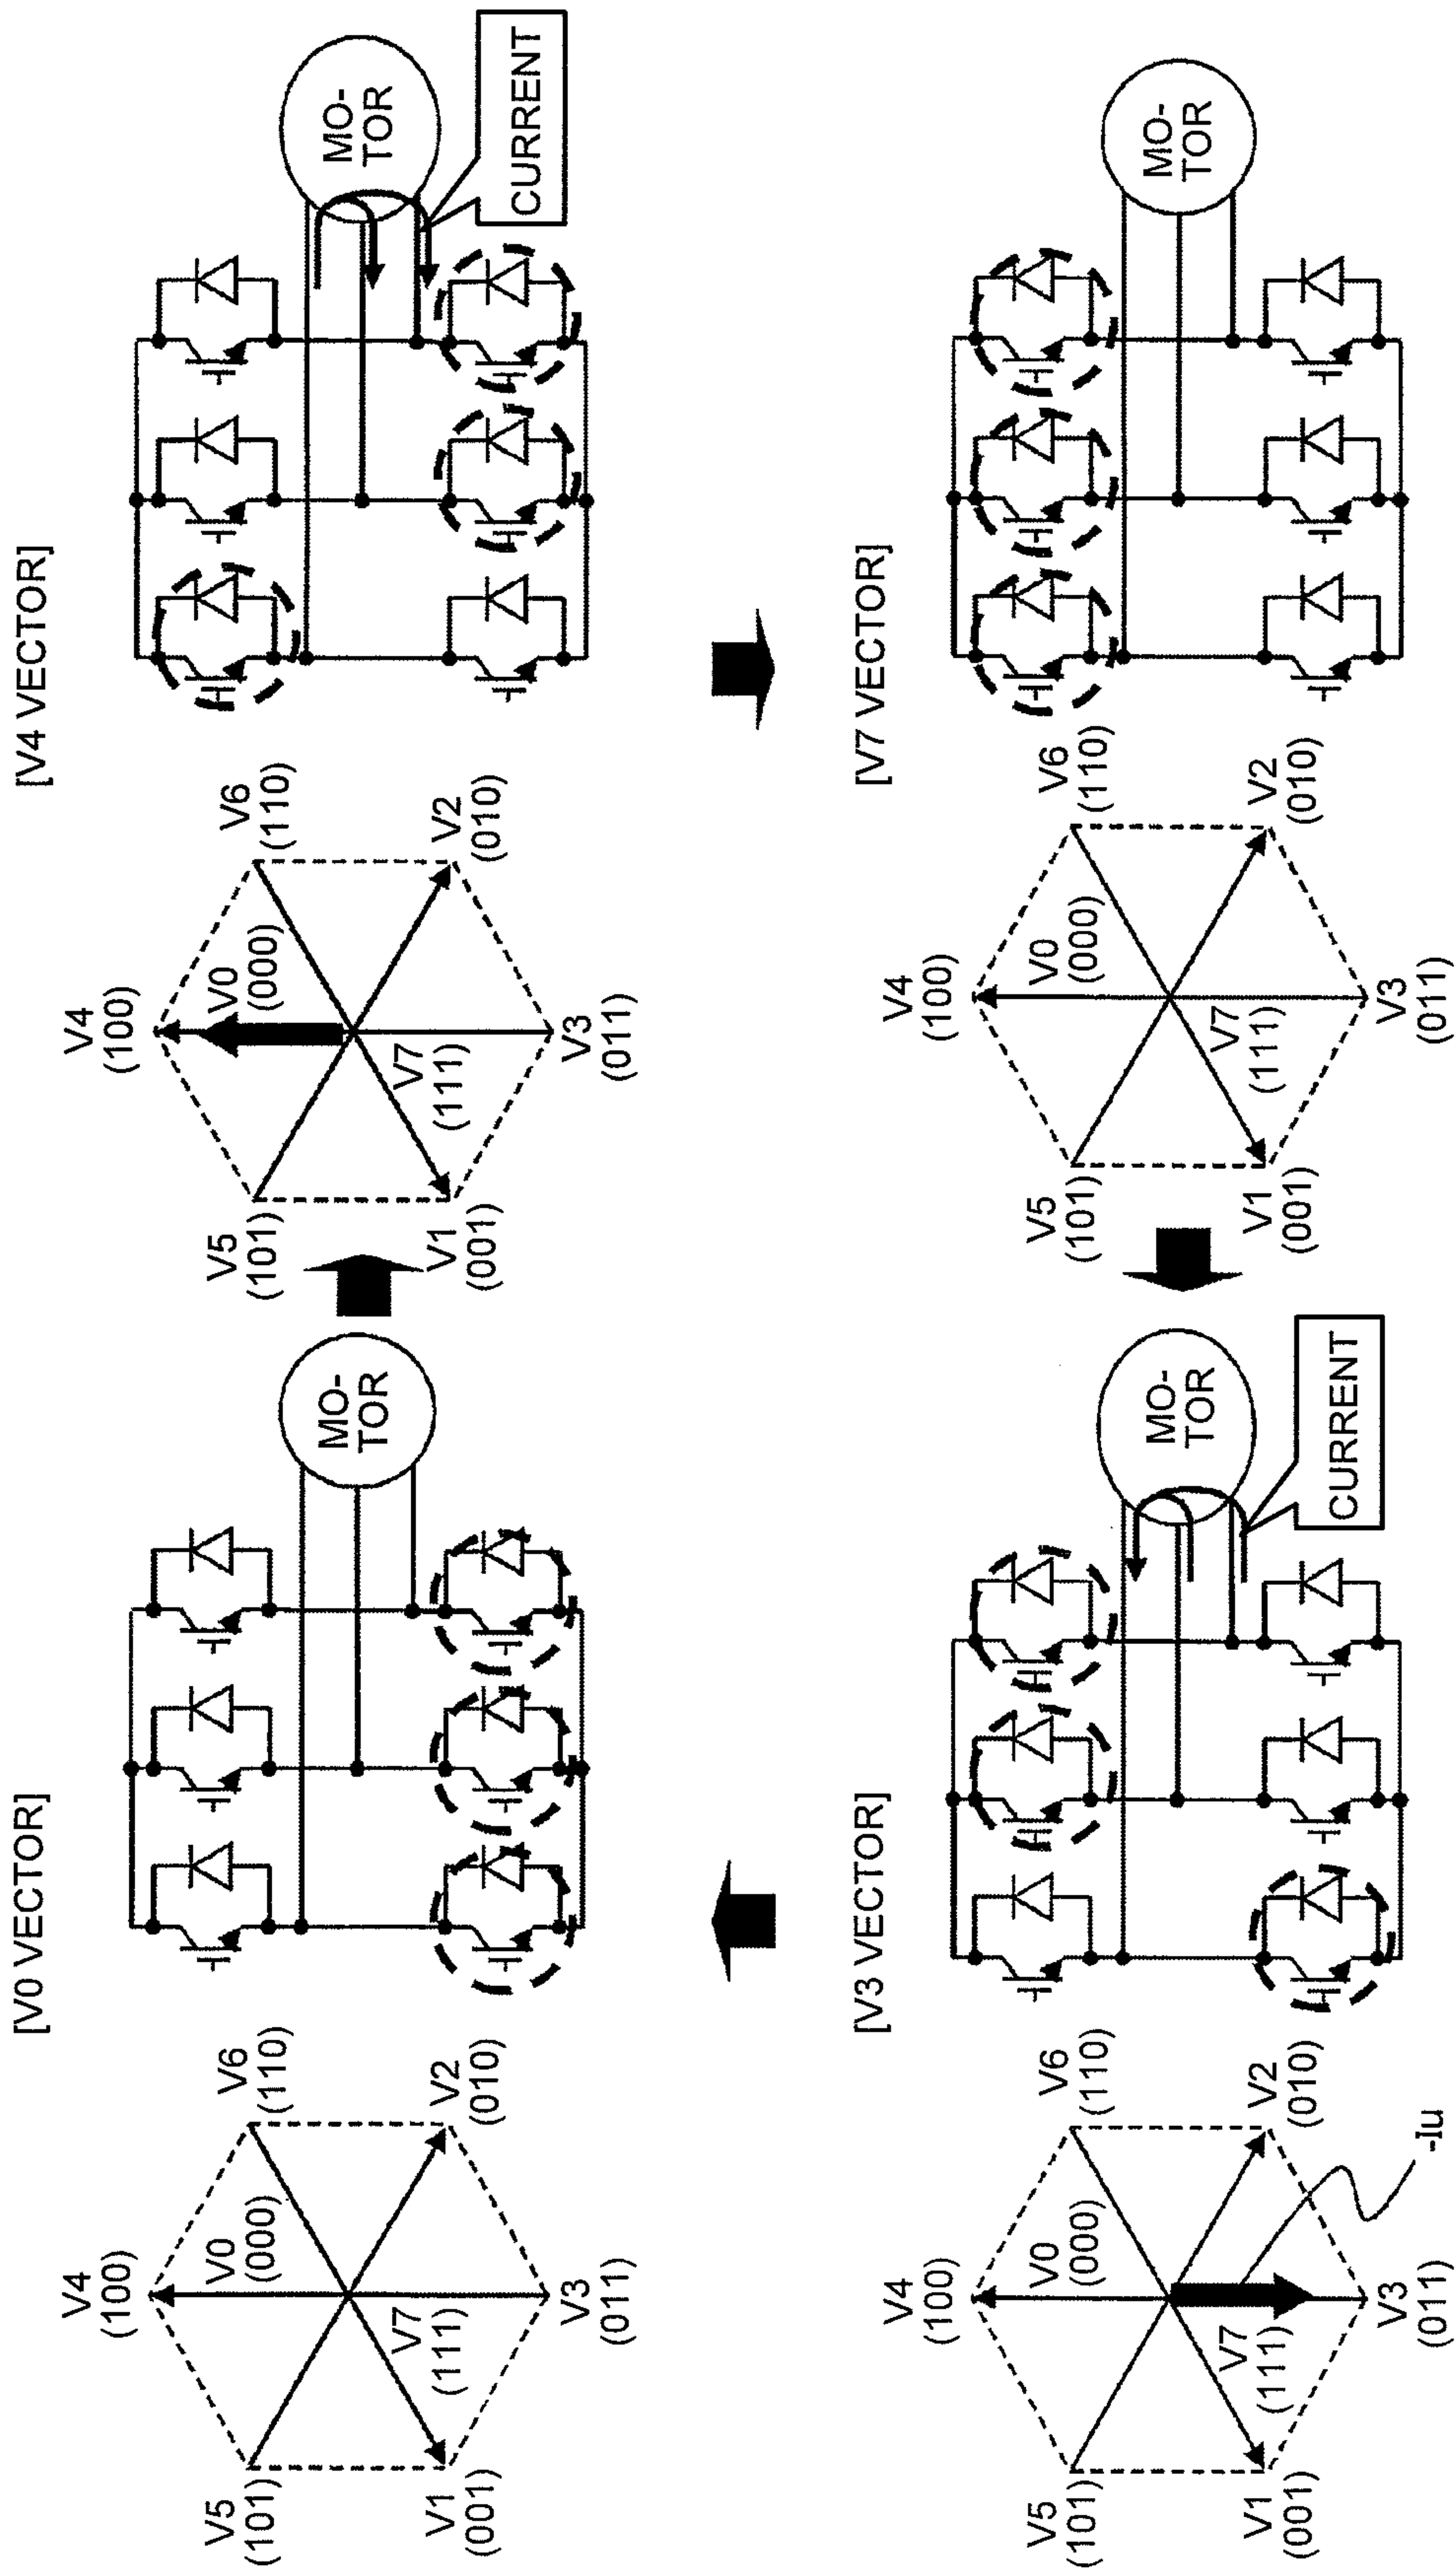 [V0 VECTOR]
V4
(100)
V5
(101)
V6
(110)
V0
(000)
V7
(111)
V1
(001)
V2
(010)
V3
(011)
MO-
TOR
[V4 VECTOR]
V4
(100)
V5
(101)
V6
(110)
V0
(000)
V7
(111)
V1
(001)
V2
(010)
V3
(011)
MO-
TOR
CURRENT
[V3 VECTOR]
V4
(100)
V5
(101)
V6
(110)
V0
(000)
V7
(111)
V1
(001)
V2
(010)
V3
(011)
-Iu
MO-
TOR
CURRENT
[V7 VECTOR]
V4
(100)
V5
(101)
V6
(110)
V0
(000)
V7
(111)
V1
(001)
V2
(010)
V3
(011)
MO-
TOR